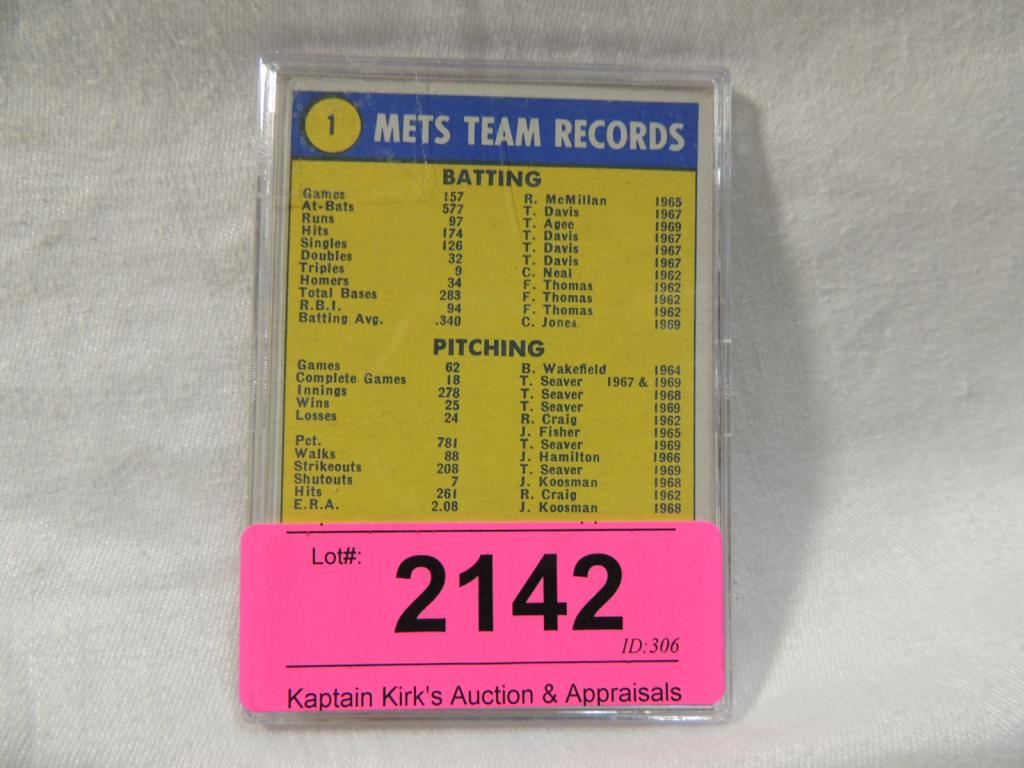 1 METS TEAM RECORDS
BATTING
Games 157 R. McMillan 1965
At-Bats 577 T. Davis 1967
Runs 97 T. Agee 1969
Hits 174 T. Davis 1967
Singles 126 T. Davis 1967
Doubles 32 T. Davis 1967
Triples 9 C. Neal 1962
Homers 34 F. Thomas 1962
Total Bases 283 F. Thomas 1962
R.B.I. 94 F. Thomas 1962
Batting Avg. .340 C. Jones 1969
PITCHING
Games 62 B. Wakefield 1964
Complete Games 18 T. Seaver 1967 & 1969
Innings 278 T. Seaver 1968
Wins 25 T. Seaver 1969
Losses 24 R. Craig 1962
J. Fisher 1965
Pct. 781 T. Seaver 1969
Walks 88 J. Hamilton 1966
Strikeouts 208 T. Seaver 1969
Shutouts 7 J. Koosman 1968
Hits 261 R. Craig 1962
E.R.A. 2.08 J. Koosman 1968
Lot#: 2142
ID:306
Kaptain Kirk's Auction & Appraisals